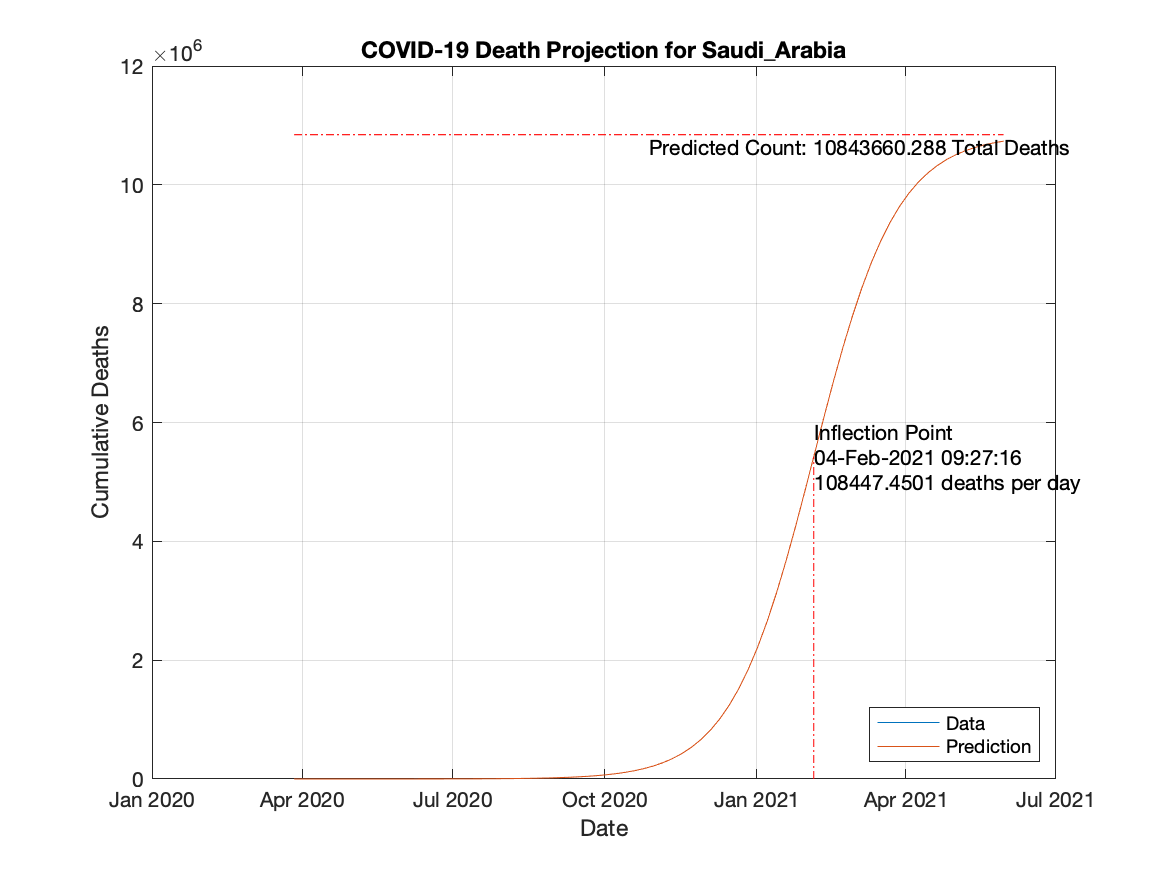 COVID-19 Death Projection for Saudi_Arabia
×10⁶
12
10
8
6
4
2
0
Cumulative Deaths
Predicted Count: 10843660.288 Total Deaths
Inflection Point
04-Feb-2021 09:27:16
108447.4501 deaths per day
Data
Prediction
Jan 2020 Apr 2020 Jul 2020 Oct 2020 Jan 2021 Apr 2021 Jul 2021
Date